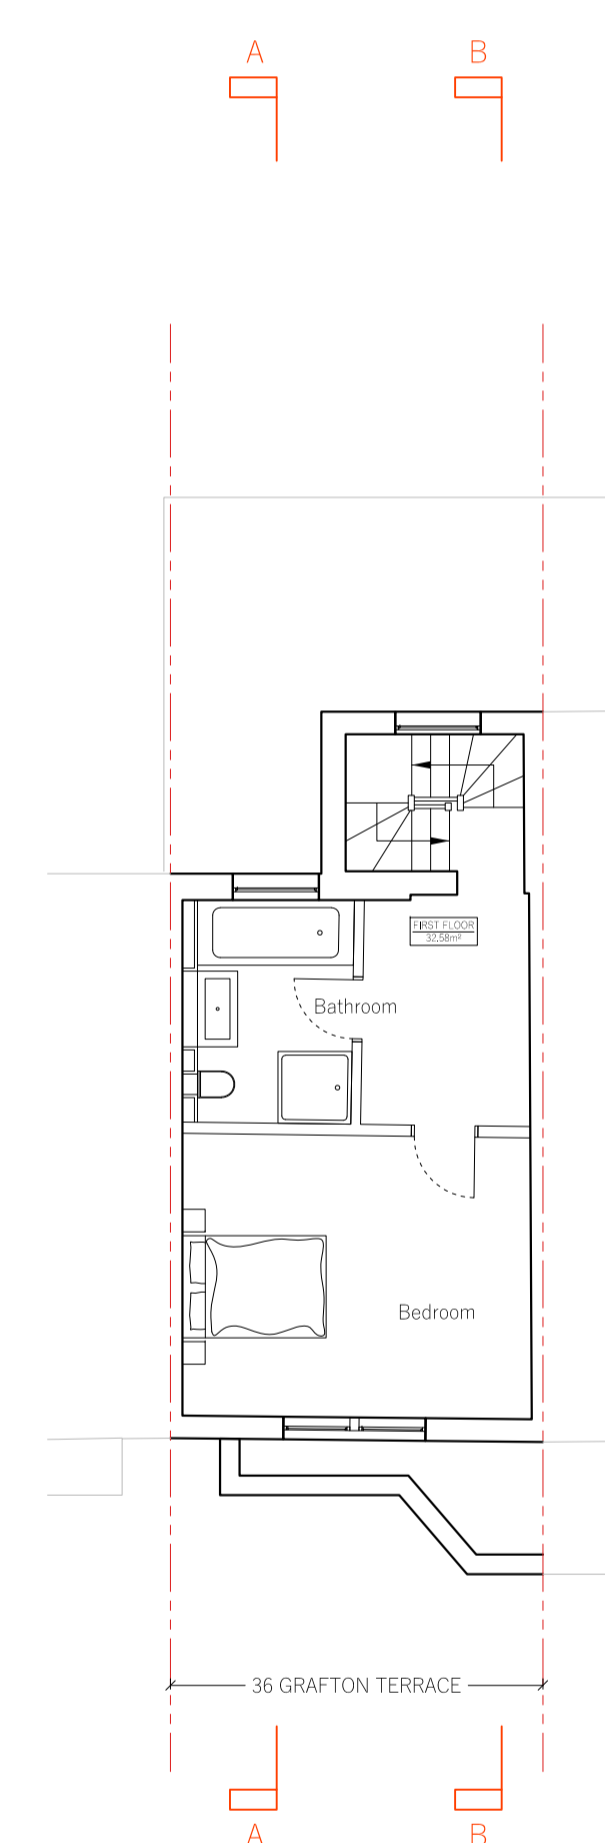 A B
FIRST FLOOR
32.58m²
Bathroom
Bedroom
36 GRAFTON TERRACE
A B